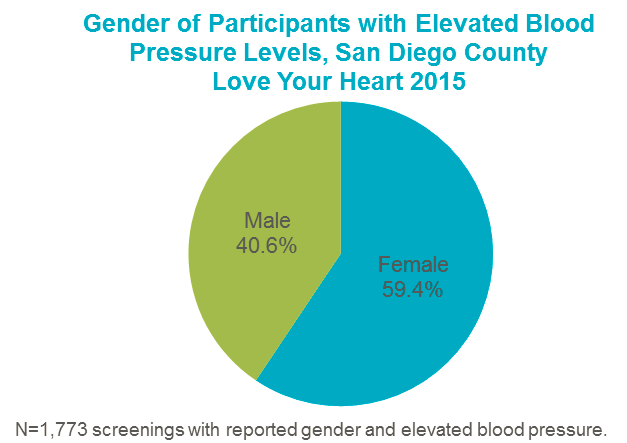 Gender of Participants with Elevated Blood
Pressure Levels, San Diego County
Love Your Heart 2015
Male
40.6%
Female
59.4%
N=1,773 screenings with reported gender and elevated blood pressure.